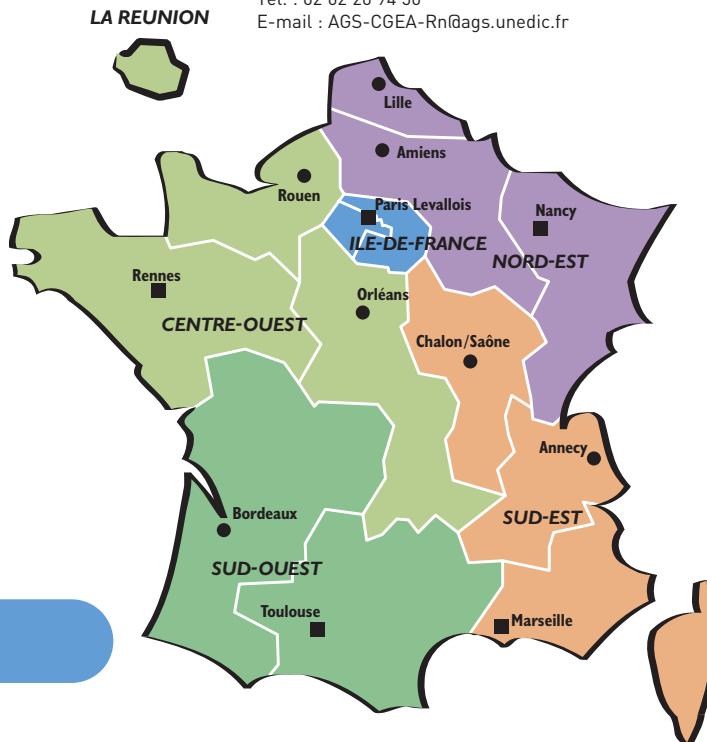 LA REUNION
E-mail : AGS-CGEA-Rn@ags.unedic.fr
Lille
Amiens
Rouen
Paris Levallois
Nancy
ILE-DE-FRANCE
NORD-EST
Rennes
Orléans
CENTRE-OUEST
Chalon/Saône
Annecy
Bordeaux
SUD-EST
SUD-OUEST
Toulouse
Marseille